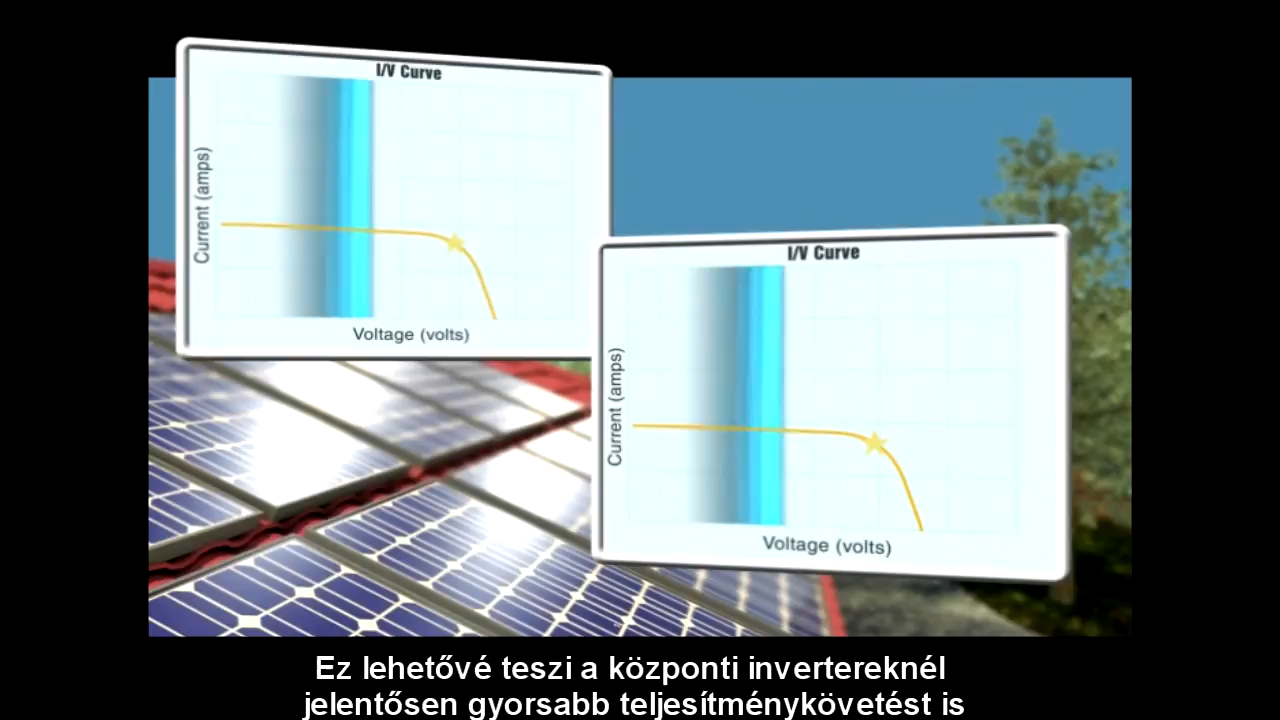 I/V Curve
Current (amps)
Voltage (volts)
I/V Curve
Current (amps)
Voltage (volts)
Ez lehetővé teszi a központi invertereknél
jelentősen gyorsabb teljesítménykövetést is